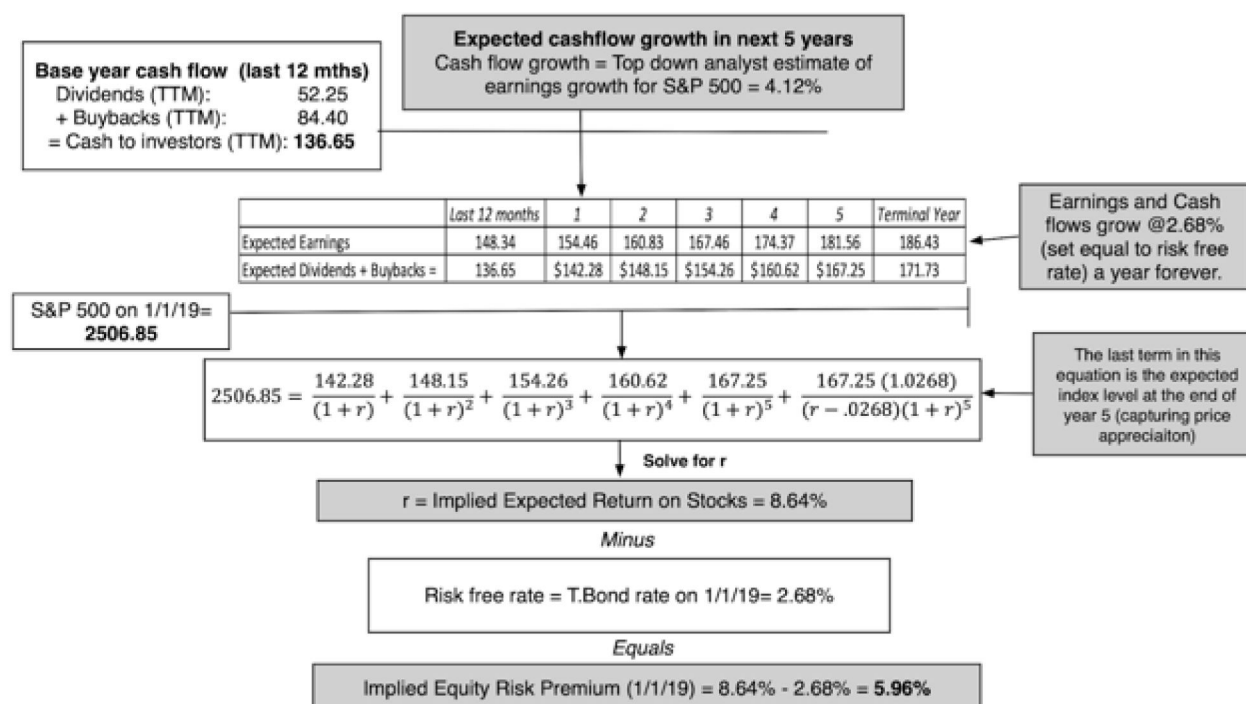 Expected cashflow growth in next 5 years
Cash flow growth = Top down analyst estimate of
earnings growth for S&P 500 = 4.12%
Base year cash flow (last 12 mths)
Dividends (TTM): 52.25
+ Buybacks (TTM): 84.40
= Cash to investors (TTM): 136.65
Last 12 months 1 2 3 4 5 Terminal Year
Expected Earnings 148.34 154.46 160.83 167.46 174.37 181.56 186.43
Expected Dividends + Buybacks = 136.65 $142.28 $148.15 $154.26 $160.62 $167.25 171.73
Earnings and Cash
flows grow @2.68%
(set equal to risk free
rate) a year forever.
S&P 500 on 1/1/19=
2506.85
2506.85 = 142.28/(1 + r) + 148.15/(1 + r)^2 + 154.26/(1 + r)^3 + 160.62/(1 + r)^4 + 167.25/(1 + r)^5 + 167.25 (1.0268)/(r − .0268)(1 + r)^5
The last term in this
equation is the expected
index level at the end of
year 5 (capturing price
appreciaiton)
Solve for r
r = Implied Expected Return on Stocks = 8.64%
Minus
Risk free rate = T.Bond rate on 1/1/19= 2.68%
Equals
Implied Equity Risk Premium (1/1/19) = 8.64% - 2.68% = 5.96%